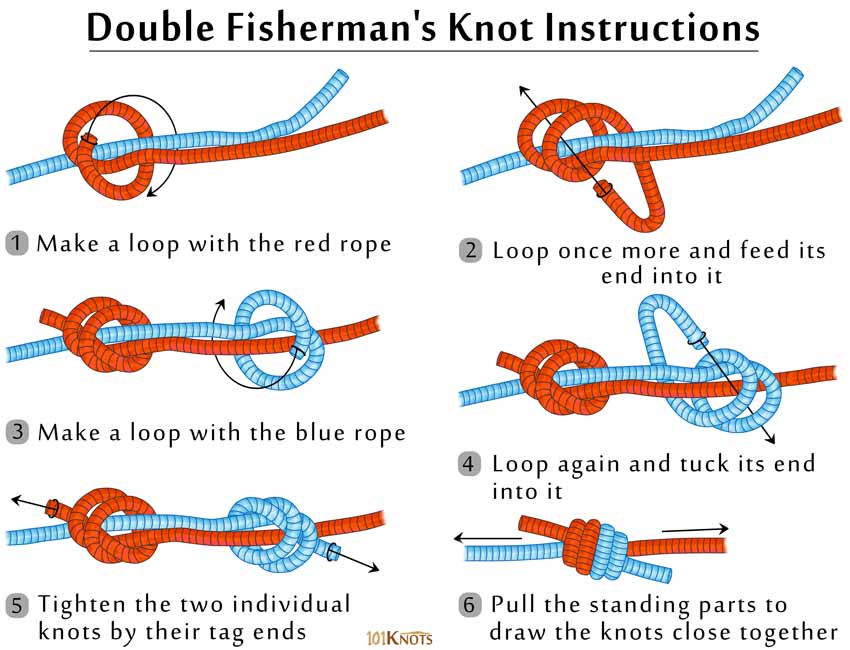 Double Fisherman's Knot Instructions
1 Make a loop with the red rope
2 Loop once more and feed its
end into it
3 Make a loop with the blue rope
4 Loop again and tuck its end
into it
5 Tighten the two individual
knots by their tag ends
6 Pull the standing parts to
draw the knots close together
101KNOTS